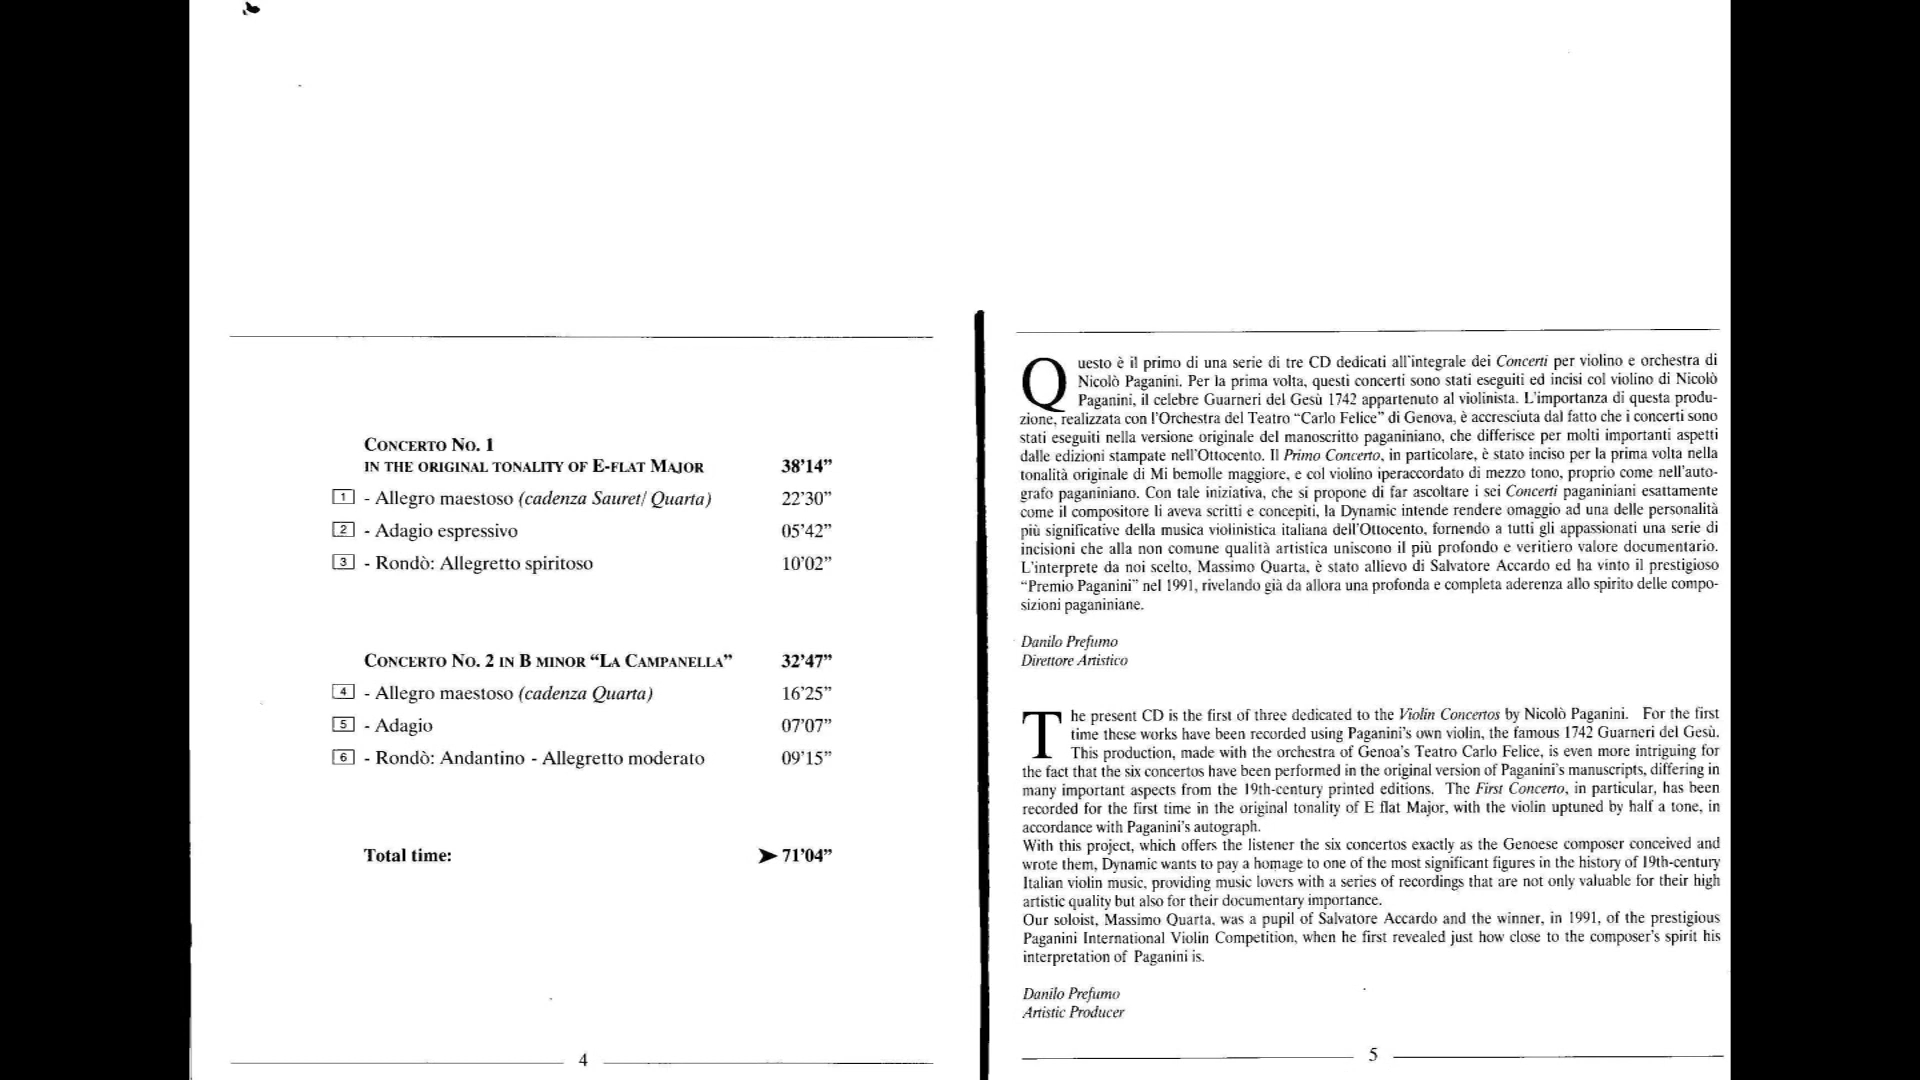 CONCERTO NO. 1
IN THE ORIGINAL TONALITY OF E-FLAT MAJOR 38'14”
1 - Allegro maestoso (cadenza Sauret/ Quarta) 22'30”
2 - Adagio espressivo 05'42”
3 - Rondò: Allegretto spiritoso 10'02”
CONCERTO NO. 2 IN B MINOR “LA CAMPANELLA” 32'47”
4 - Allegro maestoso (cadenza Quarta) 16'25”
5 - Adagio 07'07”
6 - Rondò: Andantino - Allegretto moderato 09'15”
Total time: ➤ 71'04”
4
Questo è il primo di una serie di tre CD dedicati all'integrale dei Concerti per violino e orchestra di
Nicolò Paganini. Per la prima volta, questi concerti sono stati eseguiti ed incisi col violino di Nicolò
Paganini, il celebre Guarneri del Gesù 1742 appartenuto al violinista. L'importanza di questa produ-
zione, realizzata con l'Orchestra del Teatro “Carlo Felice” di Genova, è accresciuta dal fatto che i concerti sono
stati eseguiti nella versione originale del manoscritto paganiniano, che differisce per molti importanti aspetti
dalle edizioni stampate nell'Ottocento. Il Primo Concerto, in particolare, è stato inciso per la prima volta nella
tonalità originale di Mi bemolle maggiore, e col violino iperaccordato di mezzo tono, proprio come nell'auto-
grafo paganiniano. Con tale iniziativa, che si propone di far ascoltare i sei Concerti paganiniani esattamente
come il compositore li aveva scritti e concepiti, la Dynamic intende rendere omaggio ad una delle personalità
più significative della musica violinistica italiana dell'Ottocento, fornendo a tutti gli appassionati una serie di
incisioni che alla non comune qualità artistica uniscono il più profondo e veritiero valore documentario.
L'interprete da noi scelto, Massimo Quarta, è stato allievo di Salvatore Accardo ed ha vinto il prestigioso
“Premio Paganini” nel 1991, rivelando già da allora una profonda e completa aderenza allo spirito delle compo-
sizioni paganiniane.
Danilo Prefumo
Direttore Artistico
The present CD is the first of three dedicated to the Violin Concertos by Nicolò Paganini. For the first
time these works have been recorded using Paganini's own violin, the famous 1742 Guarneri del Gesù.
This production, made with the orchestra of Genoa's Teatro Carlo Felice, is even more intriguing for
the fact that the six concertos have been performed in the original version of Paganini's manuscripts, differing in
many important aspects from the 19th-century printed editions. The First Concerto, in particular, has been
recorded for the first time in the original tonality of E flat Major, with the violin uptuned by half a tone, in
accordance with Paganini's autograph.
With this project, which offers the listener the six concertos exactly as the Genoese composer conceived and
wrote them, Dynamic wants to pay a homage to one of the most significant figures in the history of 19th-century
Italian violin music, providing music lovers with a series of recordings that are not only valuable for their high
artistic quality but also for their documentary importance.
Our soloist, Massimo Quarta, was a pupil of Salvatore Accardo and the winner, in 1991, of the prestigious
Paganini International Violin Competition, when he first revealed just how close to the composer's spirit his
interpretation of Paganini is.
Danilo Prefumo
Artistic Producer
5